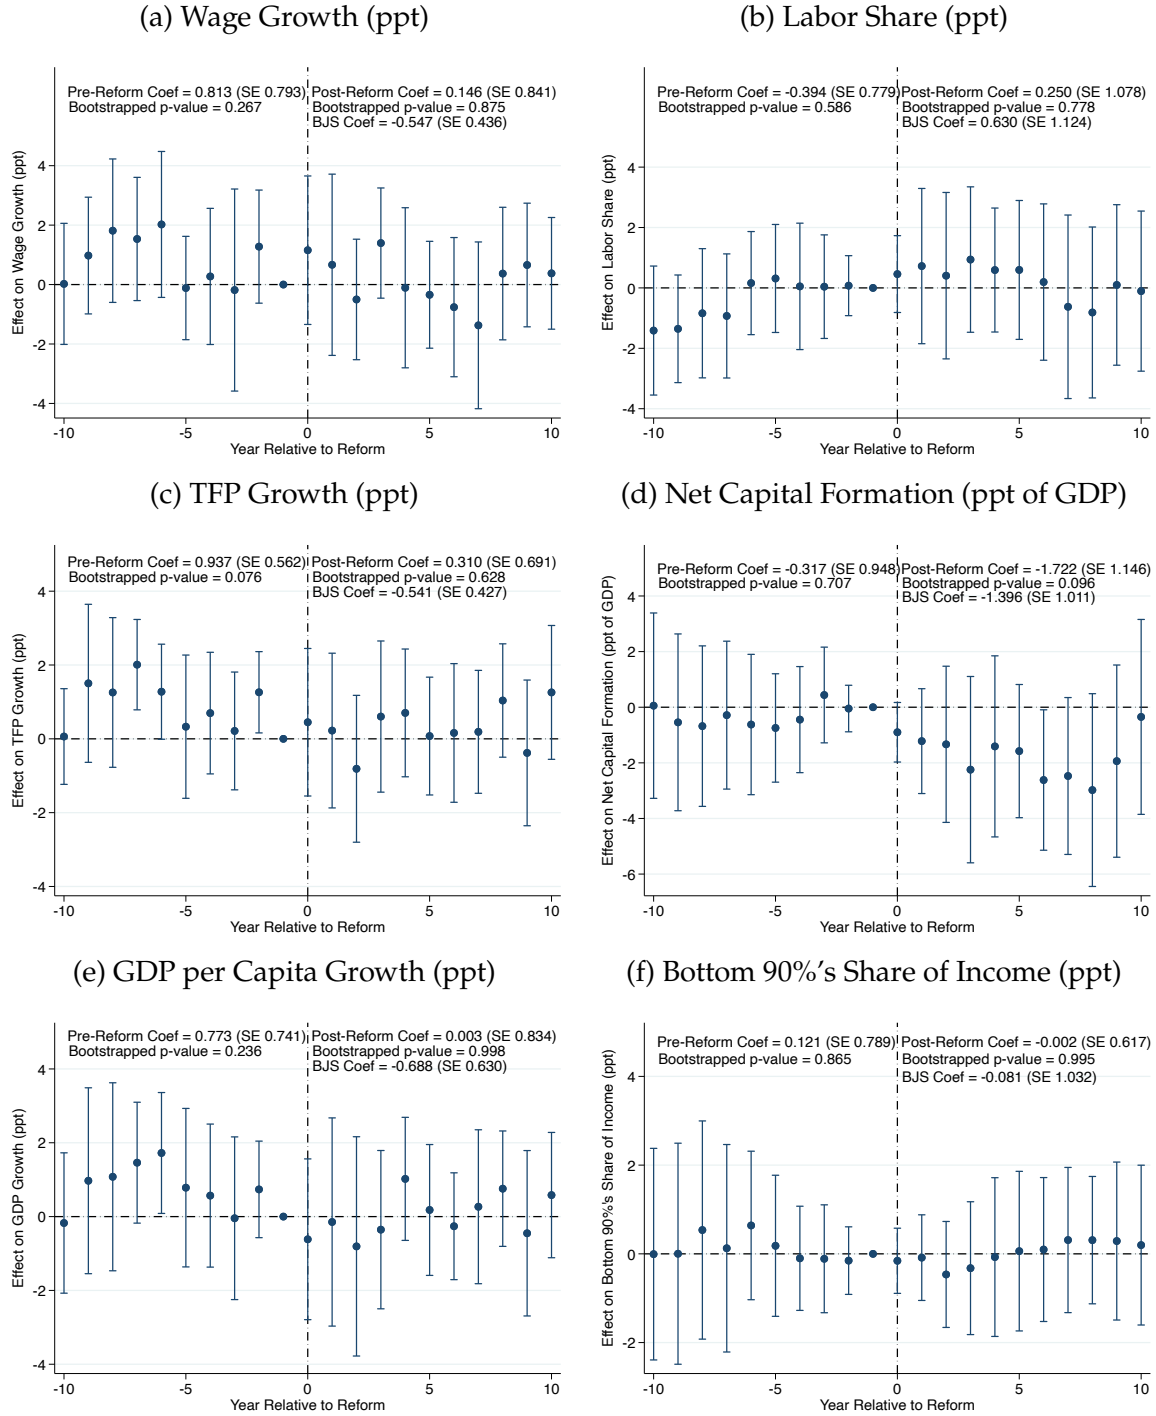 (a) Wage Growth (ppt)
Pre-Reform Coef = 0.813 (SE 0.793)
Bootstrapped p-value = 0.267
Post-Reform Coef = 0.146 (SE 0.841)
Bootstrapped p-value = 0.875
BJS Coef = -0.547 (SE 0.436)
Effect on Wage Growth (ppt)
4
2
0
-2
-4
-10 -5 0 5 10
Year Relative to Reform
(b) Labor Share (ppt)
Pre-Reform Coef = -0.394 (SE 0.779)
Bootstrapped p-value = 0.586
Post-Reform Coef = 0.250 (SE 1.078)
Bootstrapped p-value = 0.778
BJS Coef = 0.630 (SE 1.124)
Effect on Labor Share (ppt)
4
2
0
-2
-4
-10 -5 0 5 10
Year Relative to Reform
(c) TFP Growth (ppt)
Pre-Reform Coef = 0.937 (SE 0.562)
Bootstrapped p-value = 0.076
Post-Reform Coef = 0.310 (SE 0.691)
Bootstrapped p-value = 0.628
BJS Coef = -0.541 (SE 0.427)
Effect on TFP Growth (ppt)
4
2
0
-2
-4
-10 -5 0 5 10
Year Relative to Reform
(d) Net Capital Formation (ppt of GDP)
Pre-Reform Coef = -0.317 (SE 0.948)
Bootstrapped p-value = 0.707
Post-Reform Coef = -1.722 (SE 1.146)
Bootstrapped p-value = 0.096
BJS Coef = -1.396 (SE 1.011)
Effect on Net Capital Formation (ppt of GDP)
4
2
0
-2
-4
-6
-10 -5 0 5 10
Year Relative to Reform
(e) GDP per Capita Growth (ppt)
Pre-Reform Coef = 0.773 (SE 0.741)
Bootstrapped p-value = 0.236
Post-Reform Coef = 0.003 (SE 0.834)
Bootstrapped p-value = 0.998
BJS Coef = -0.688 (SE 0.630)
Effect on GDP Growth (ppt)
4
2
0
-2
-4
-10 -5 0 5 10
Year Relative to Reform
(f) Bottom 90%'s Share of Income (ppt)
Pre-Reform Coef = 0.121 (SE 0.789)
Bootstrapped p-value = 0.865
Post-Reform Coef = -0.002 (SE 0.617)
Bootstrapped p-value = 0.995
BJS Coef = -0.081 (SE 1.032)
Effect on Bottom 90%'s Share of Income (ppt)
4
2
0
-2
-10 -5 0 5 10
Year Relative to Reform